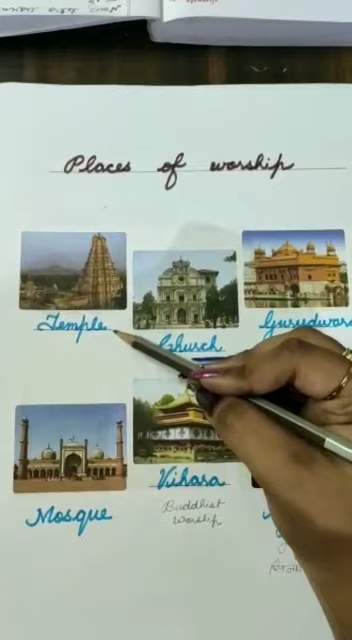 Places of worship
Temple
Church
Gurudwara
Mosque
Vihara
Buddhist
worship